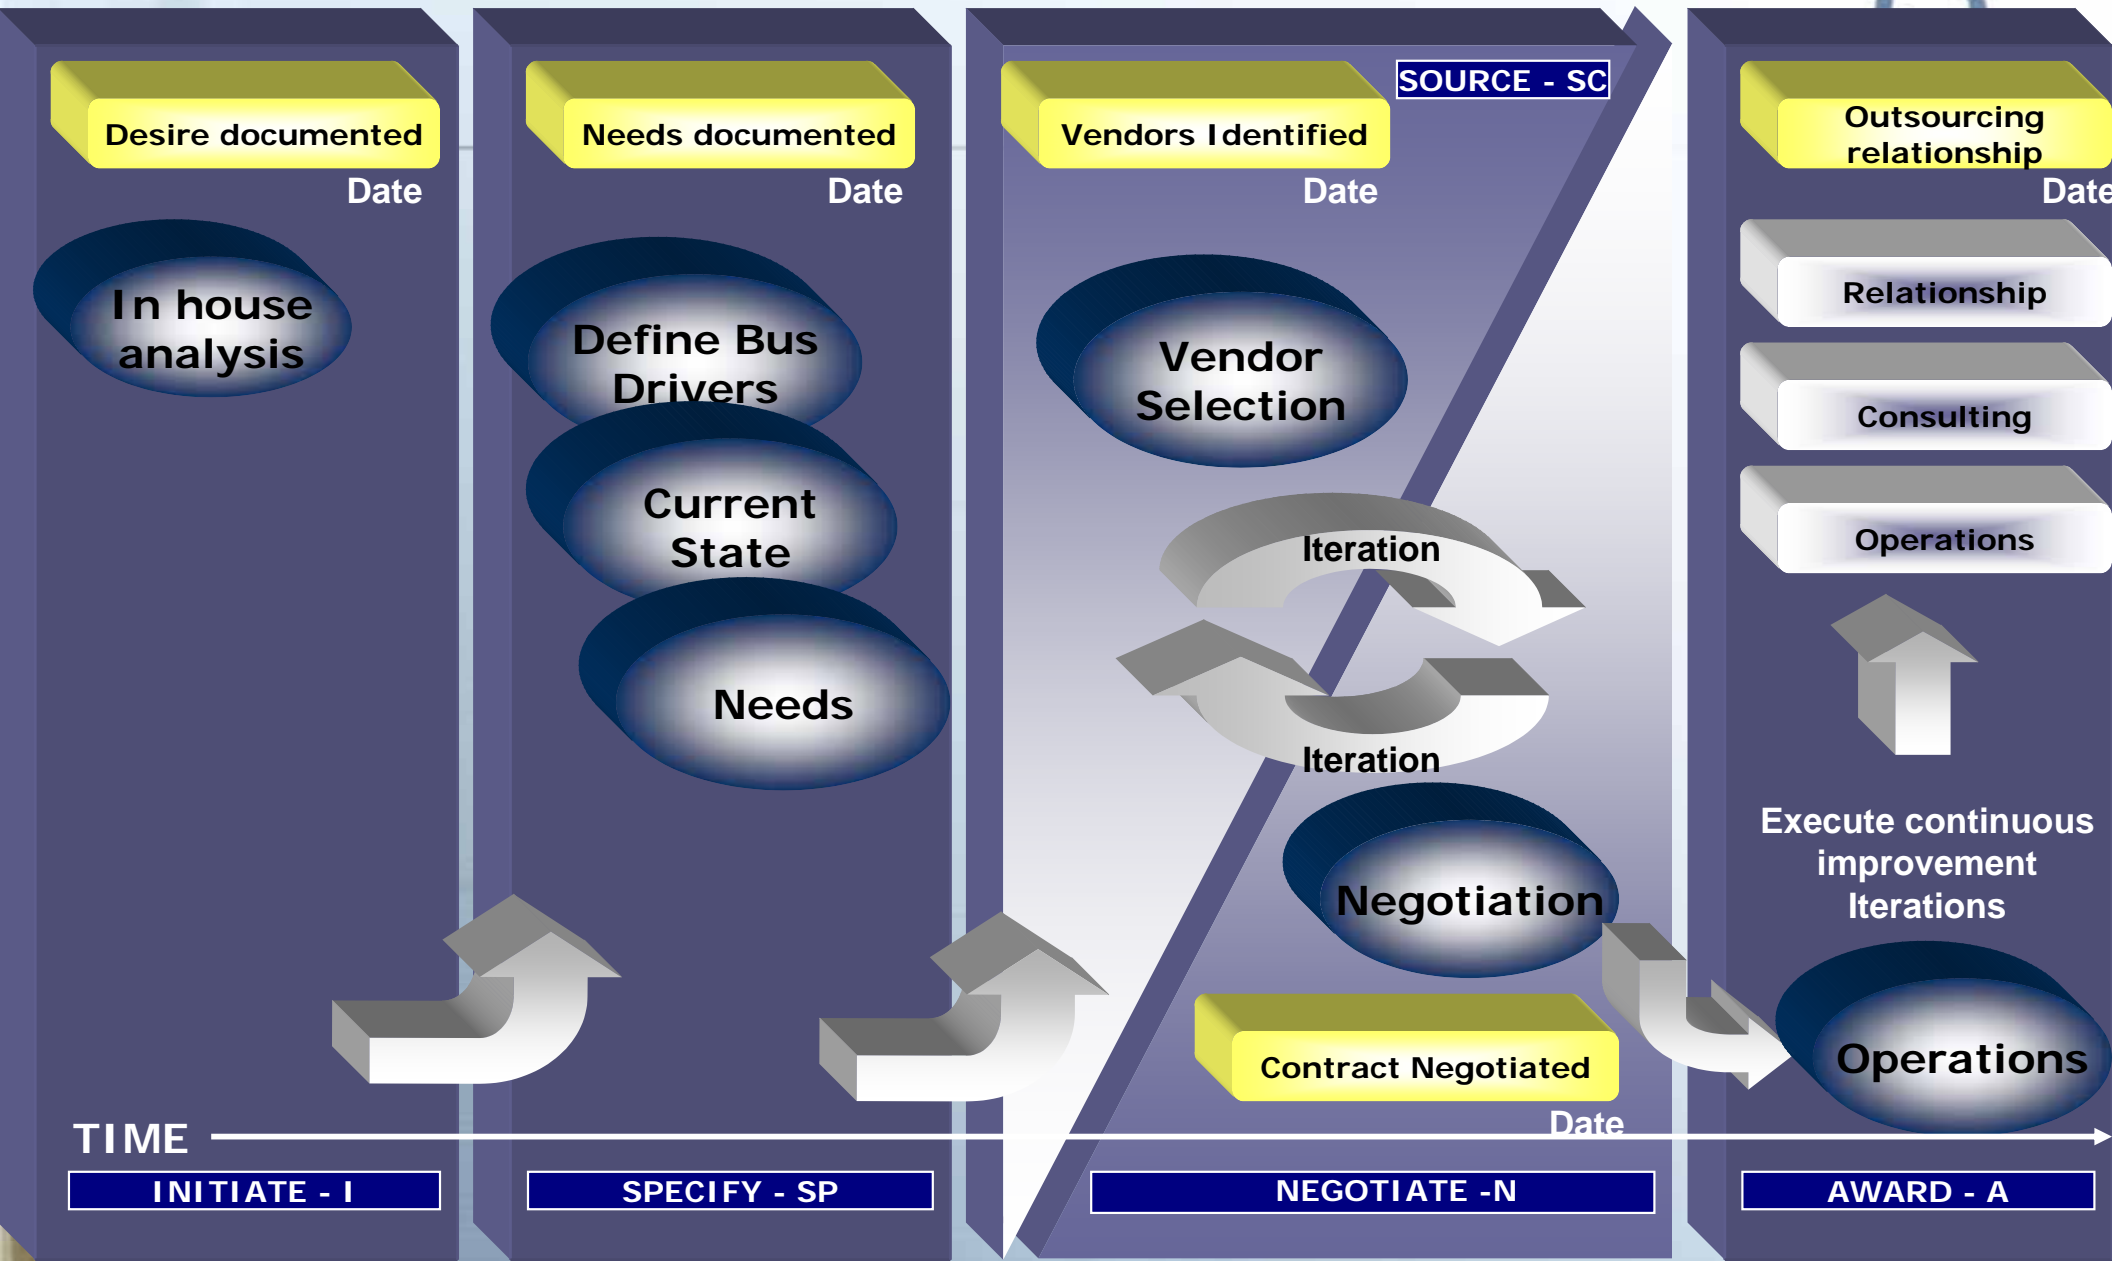 Desire documented
Date
In house
analysis
INITIATE - I
Needs documented
Date
Define Bus
Drivers
Current
State
Needs
SPECIFY - SP
SOURCE - SC
Vendors Identified
Date
Vendor
Selection
Iteration
Iteration
Negotiation
Contract Negotiated
Date
NEGOTIATE -N
Outsourcing
relationship
Date
Relationship
Consulting
Operations
Execute continuous
improvement
Iterations
Operations
AWARD - A
TIME